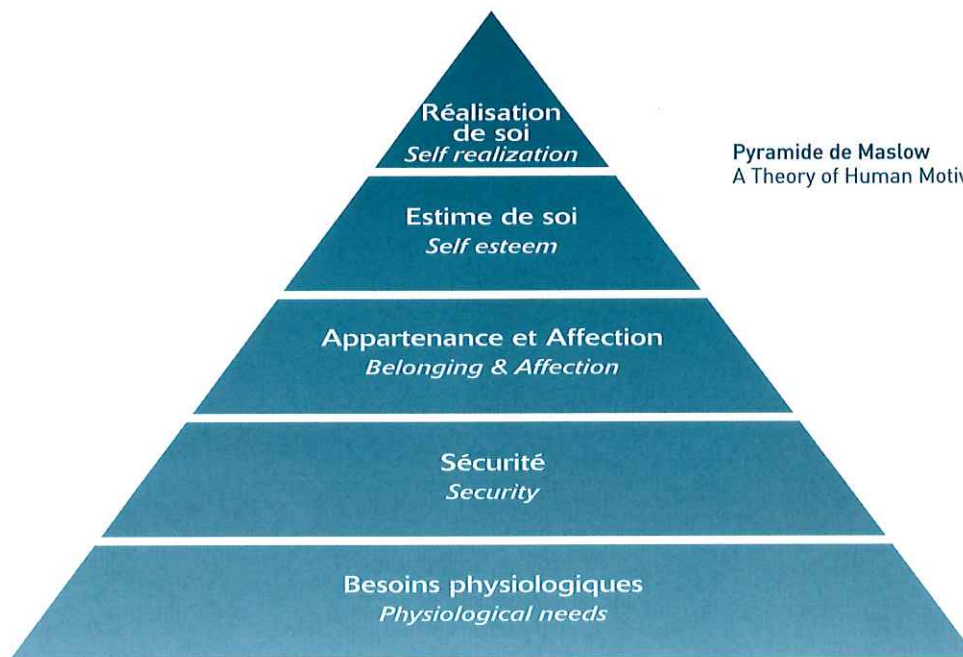 Réalisation
de soi
Self realization
Pyramide de Maslow
A Theory of Human
Estime de soi
Self esteem
Appartenance et Affection
Belonging & Affection
Sécurité
Security
Besoins physiologiques
Physiological needs